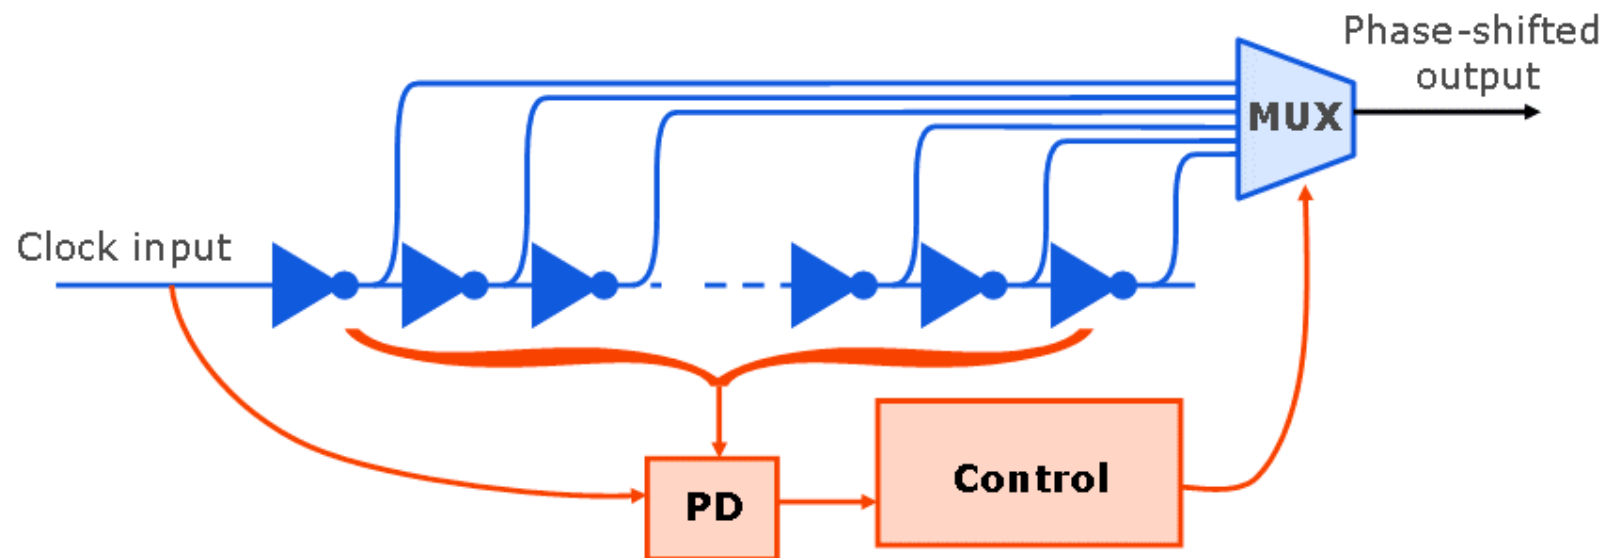 Phase-shifted
output
MUX
Clock input
Control
PD